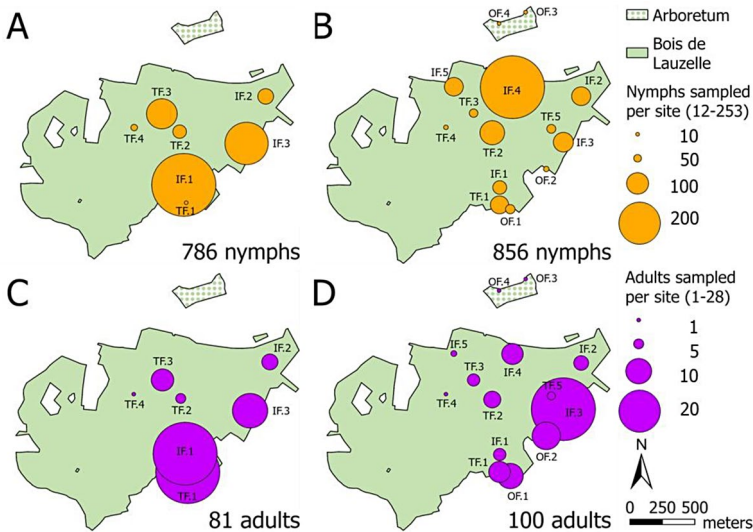 A
IF.2
TF.3
TF.4
TF.2
IF.3
IF.1
TF.1
786 nymphs
B
OF.4
OF.3
IF.5
IF.4
IF.2
TF.3
TF.4
TF.2
TF.5
IF.3
OF.2
IF.1
TF.1
OF.1
856 nymphs
Arboretum
Bois de
Lauzelle
Nymphs sampled
per site (12-253)
10
50
100
200
C
IF.2
TF.3
TF.4
TF.2
IF.3
IF.1
TF.1
81 adults
D
OF.4
OF.3
IF.5
IF.4
IF.2
TF.3
TF.4
TF.2
TF.5
IF.3
OF.2
IF.1
TF.1
OF.1
100 adults
Adults sampled
per site (1-28)
1
5
10
20
N
0 250 500
meters